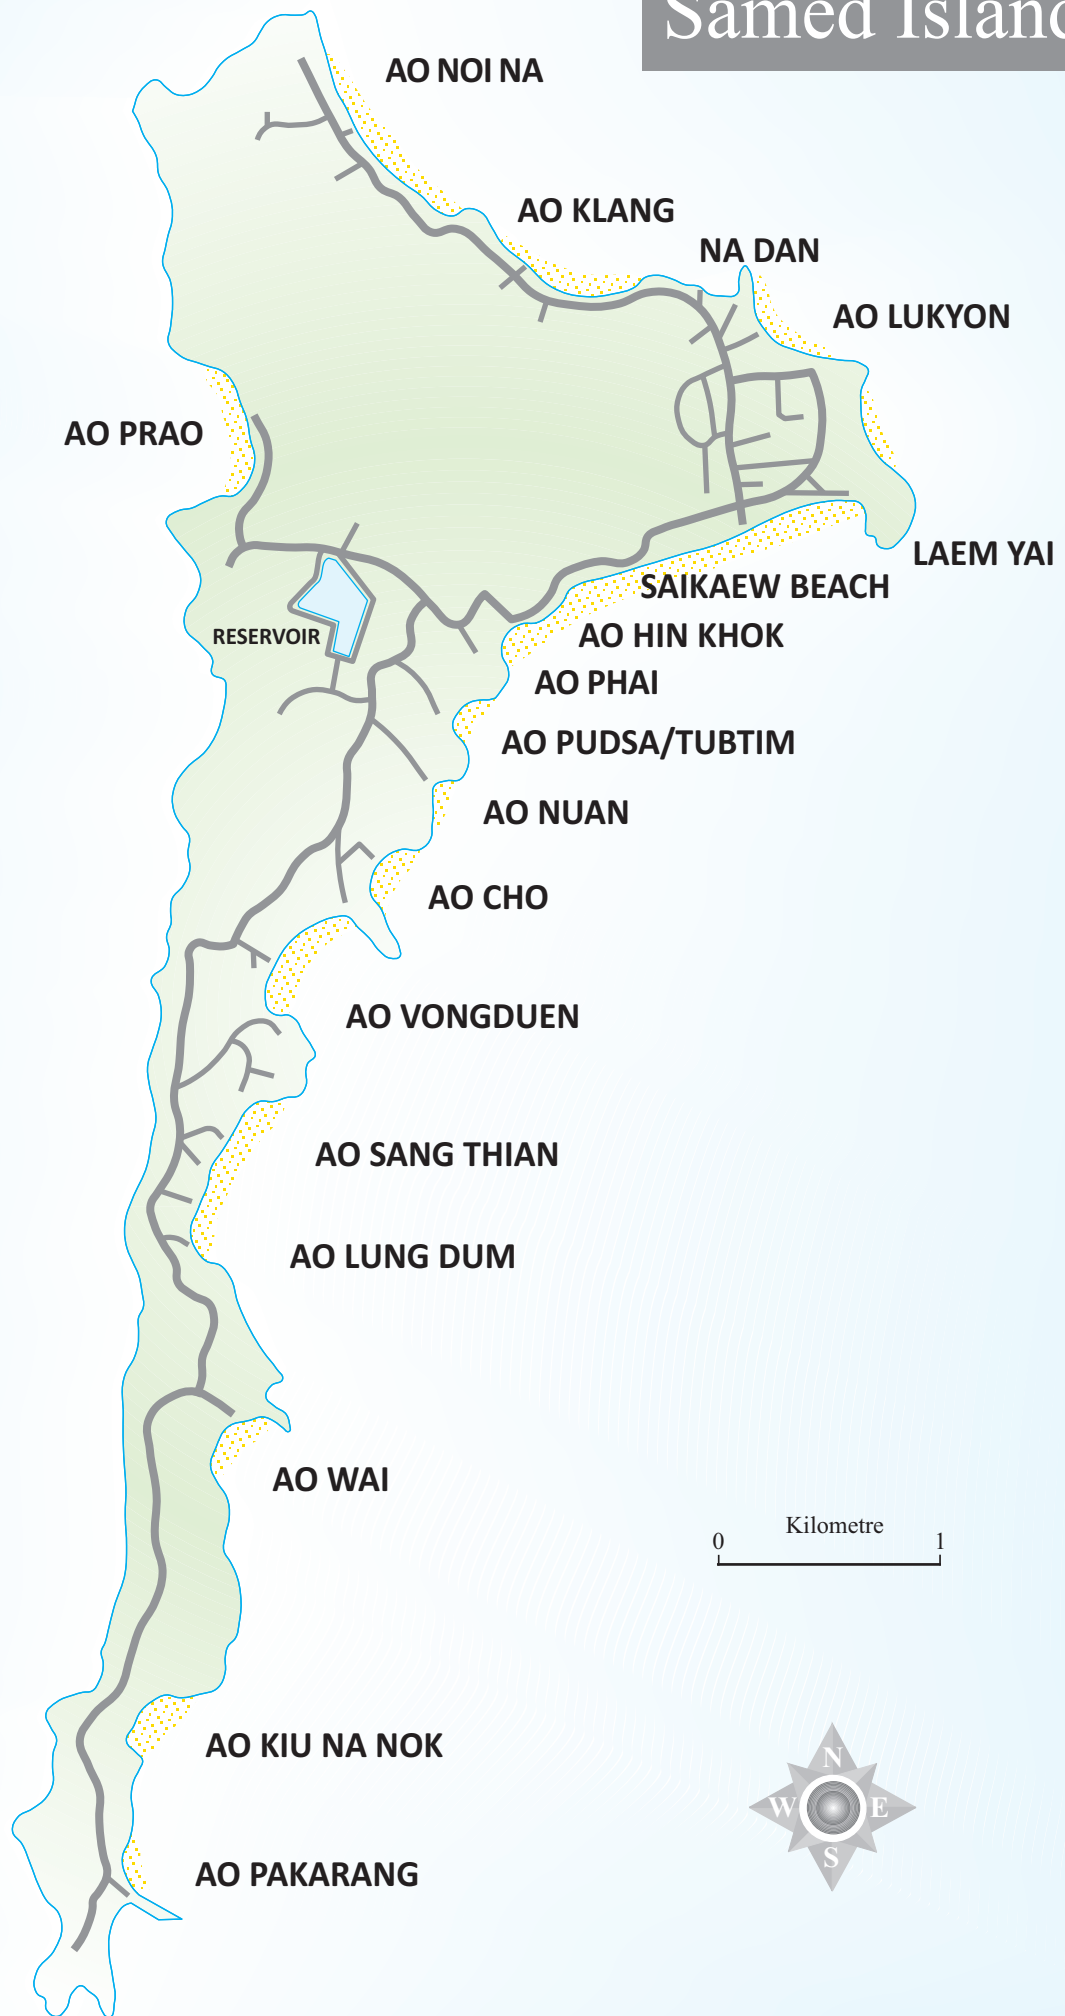 Samed Island
AO NOI NA
AO KLANG
NA DAN
AO LUKYON
AO PRAO
LAEM YAI
SAIKAEW BEACH
RESERVOIR
AO HIN KHOK
AO PHAI
AO PUDSA/TUBTIM
AO NUAN
AO CHO
AO VONGDUEN
AO SANG THIAN
AO LUNG DUM
AO WAI
Kilometre
0 1
AO KIU NA NOK
N
W E
S
AO PAKARANG